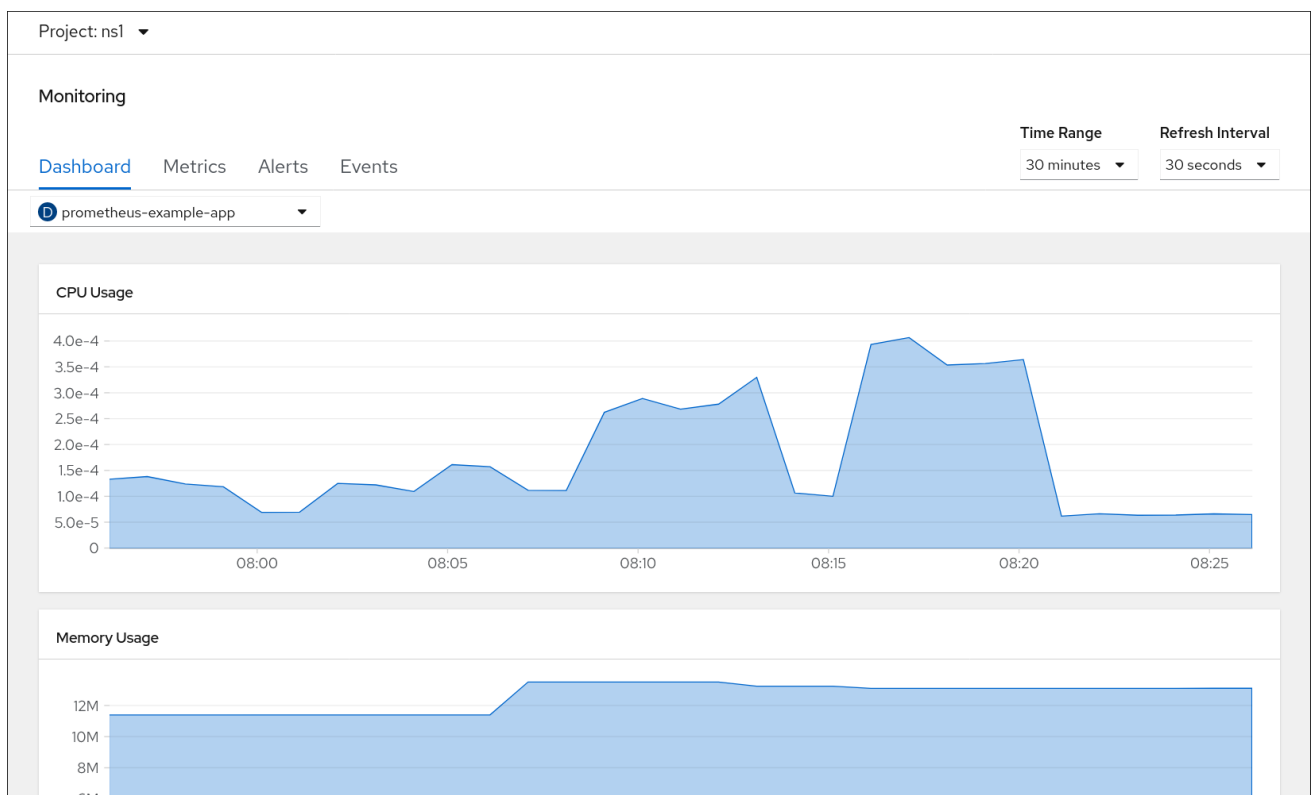 Project: ns1
Monitoring
Time Range Refresh Interval
Dashboard Metrics Alerts Events
30 minutes 30 seconds
D prometheus-example-app
CPU Usage
4.0e-4
3.5e-4
3.0e-4
2.5e-4
2.0e-4
1.5e-4
1.0e-4
5.0e-5
0
08:00 08:05 08:10 08:15 08:20 08:25
Memory Usage
12M
10M
8M